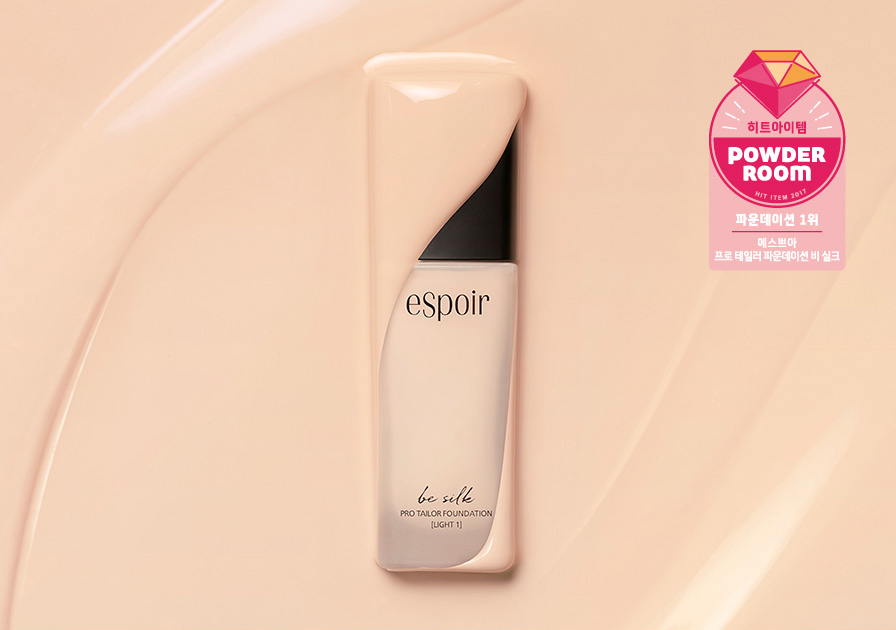 eSpoir
be silk
PRO TAILOR FOUNDATION
[LIGHT 1]
히트아이템
POWDER
ROOM
HIT ITEM 2017
파운데이션 1위
에스쁘아
프로 테일러 파운데이션 비 실크